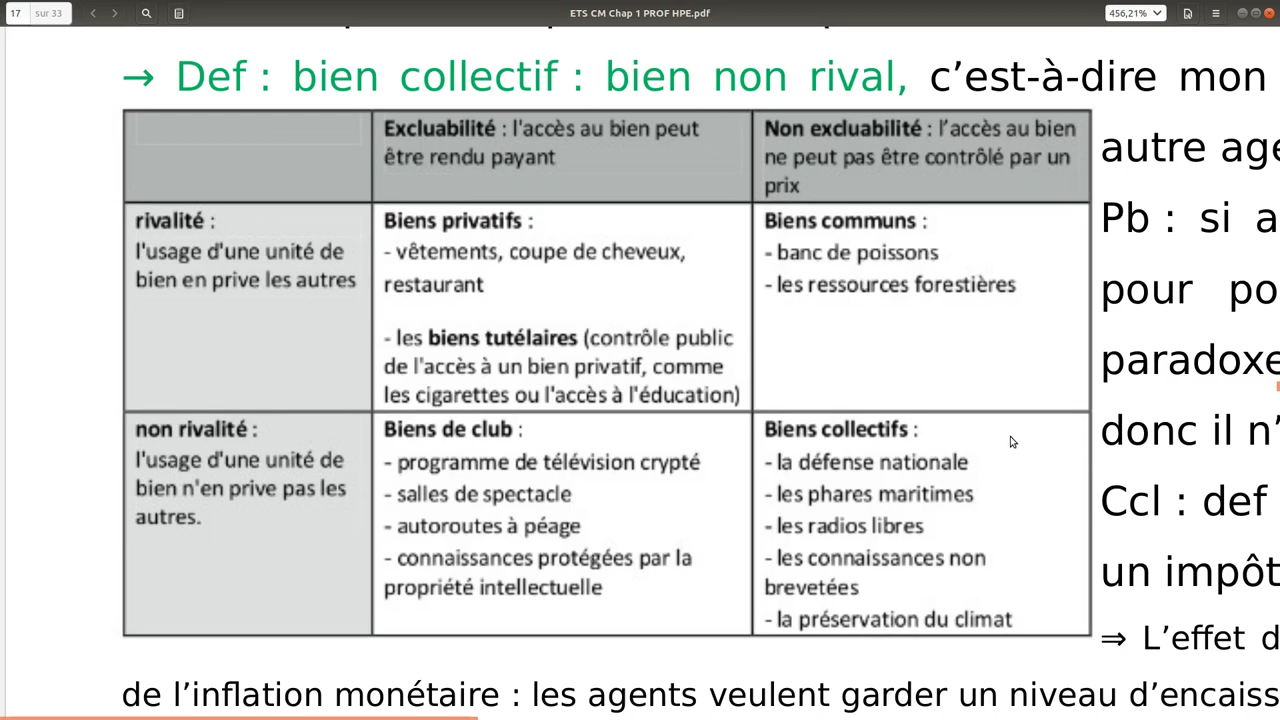 17 sur 33 ETS CM Chap 1 PROF HPE.pdf 456,21%
→ Def : bien collectif : bien non rival, c’est-à-dire mon
Excluabilité : l'accès au bien peut
être rendu payant
Non excluabilité : l’accès au bien
ne peut pas être contrôlé par un
prix
rivalité :
l'usage d'une unité de
bien en prive les autres
Biens privatifs :
- vêtements, coupe de cheveux,
restaurant
- les biens tutélaires (contrôle public
de l'accès à un bien privatif, comme
les cigarettes ou l'accès à l'éducation)
Biens communs :
- banc de poissons
- les ressources forestières
non rivalité :
l'usage d'une unité de
bien n'en prive pas les
autres.
Biens de club :
- programme de télévision crypté
- salles de spectacle
- autoroutes à péage
- connaissances protégées par la
propriété intellectuelle
Biens collectifs :
- la défense nationale
- les phares maritimes
- les radios libres
- les connaissances non
brevetées
- la préservation du climat
autre age
Pb : si a
pour po
paradoxe
donc il n’
Ccl : def
un impôt
⇒ L’effet d
de l’inflation monétaire : les agents veulent garder un niveau d’encaiss